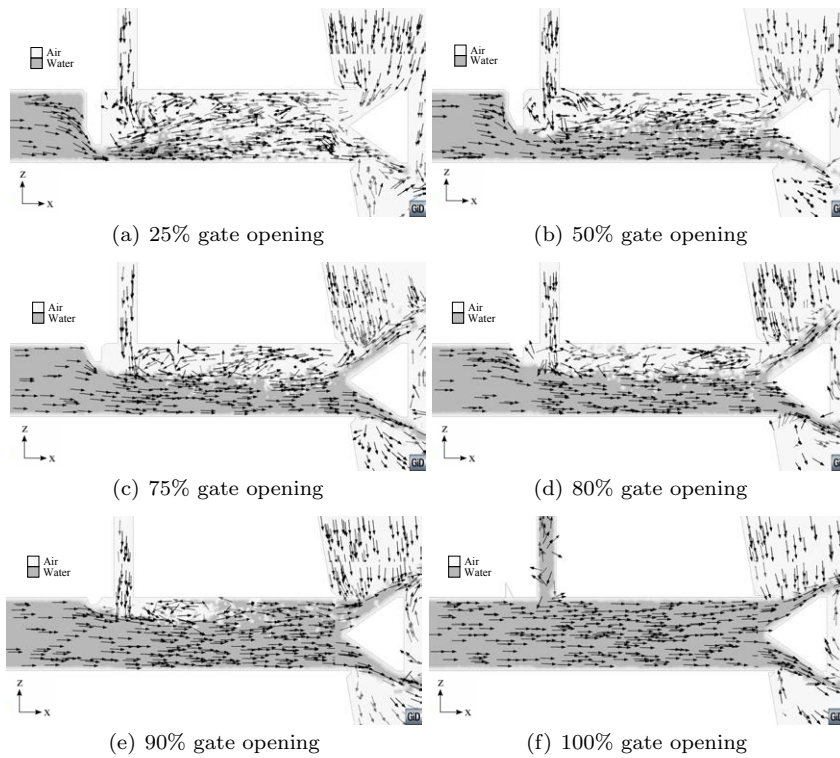 Air
Water
Z
X
GiD
(a) 25% gate opening
Air
Water
Z
X
GiD
(b) 50% gate opening
Air
Water
Z
X
GiD
(c) 75% gate opening
Air
Water
Z
X
GiD
(d) 80% gate opening
Air
Water
Z
X
GiD
(e) 90% gate opening
Air
Water
Z
X
GiD
(f) 100% gate opening